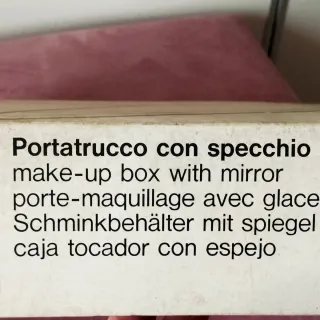 Portatrucco con specchio
make-up box with mirror
porte-maquillage avec glace
Schminkbehälter mit spiegel
caja tocador con espejo